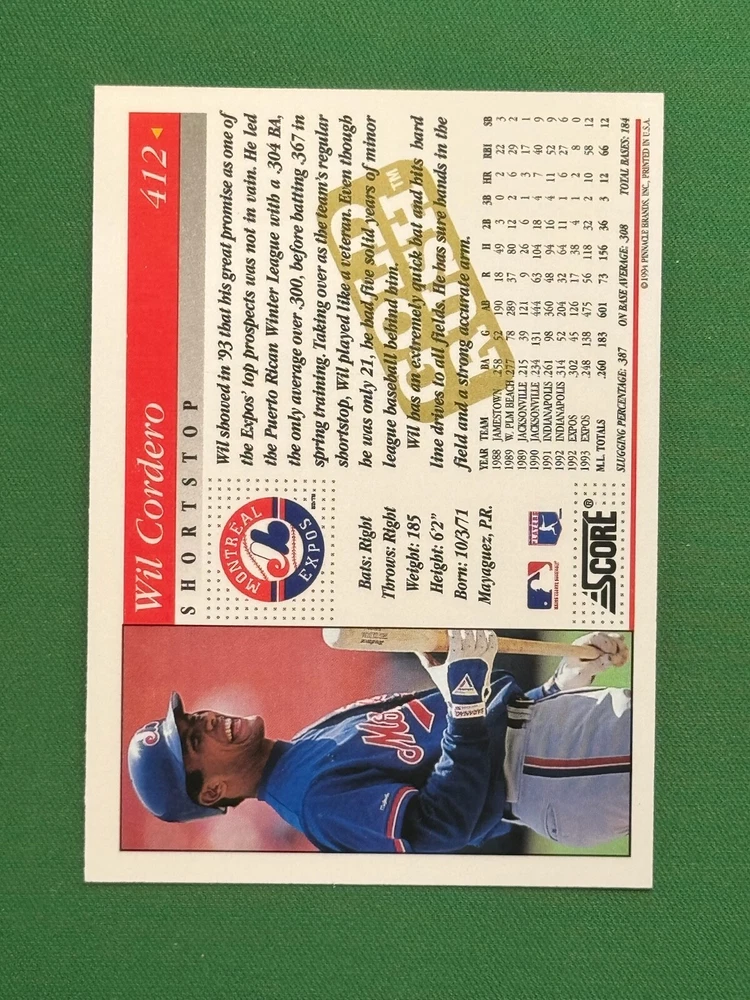 Wil Cordero 412
SHORTSTOP
MONTREAL
EXPOS
Bats: Right
Throws: Right
Weight: 185
Height: 6'2"
Born: 10/3/71
Mayaguez, P.R.
PLAYERS
SCORE®
Wil showed in '93 that his great promise as one of
the Expos' top prospects was not in vain. He led
the Puerto Rican Winter League with a .304 BA,
the only average over .300, before batting .367 in
spring training. Taking over as the team's regular
shortstop, Wil played like a veteran. Even though
he was only 21, he had five solid years of minor
league baseball behind him.
Wil has an extremely quick bat and hits hard
line drives to all fields. He has sure hands in the
field and a strong accurate arm.
GOLD
RUSH
™
YEAR TEAM BA G AB R H 2B 3B HR RBI SB
1988 JAMESTOWN .258 52 190 18 49 3 0 2 22 3
1989 W. PLM BEACH .277 78 289 37 80 12 2 6 29 2
1989 JACKSONVILLE .215 39 121 9 26 6 1 3 17 1
1990 JACKSONVILLE .234 131 444 63 104 18 4 7 40 9
1991 INDIANAPOLIS .261 98 360 48 94 16 4 11 52 9
1992 INDIANAPOLIS .314 52 204 32 64 11 1 6 27 6
1992 EXPOS .302 45 126 17 38 4 1 2 8 0
1993 EXPOS .248 138 475 56 118 32 2 10 58 12
M.L. TOTALS .260 183 601 73 156 36 3 12 66 12
SLUGGING PERCENTAGE: .387 ON BASE AVERAGE: .308 TOTAL BASES: 184
©1994 PINNACLE BRANDS, INC., PRINTED IN U.S.A.